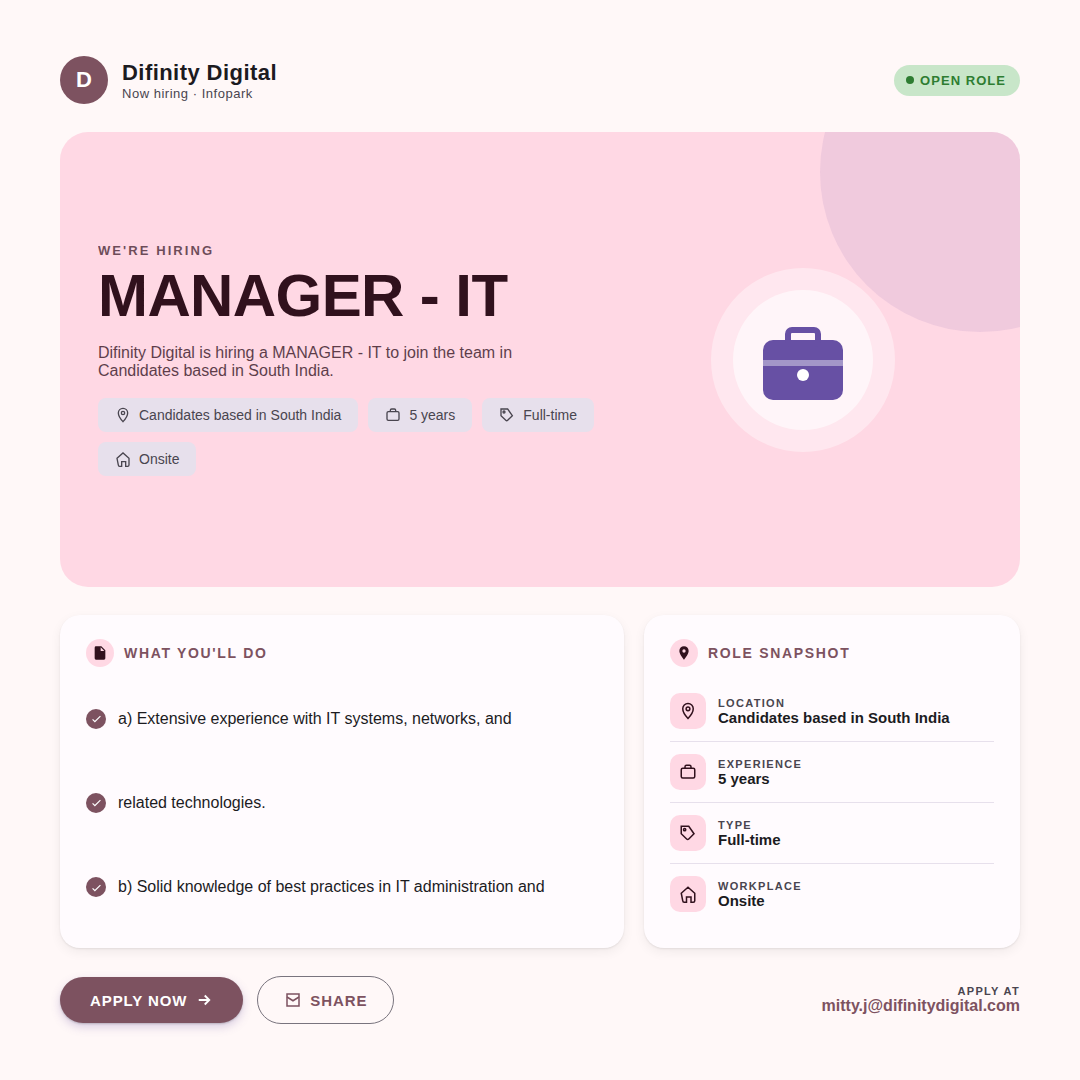 D
Difinity Digital
Now hiring · Infopark
OPEN ROLE
WE'RE HIRING
MANAGER - IT
Difinity Digital is hiring a MANAGER - IT to join the team in
Candidates based in South India.
Candidates based in South India
5 years
Full-time
Onsite
WHAT YOU'LL DO
a) Extensive experience with IT systems, networks, and
related technologies.
b) Solid knowledge of best practices in IT administration and
ROLE SNAPSHOT
LOCATION
Candidates based in South India
EXPERIENCE
5 years
TYPE
Full-time
WORKPLACE
Onsite
APPLY NOW
SHARE
APPLY AT
mitty.j@difinitydigital.com